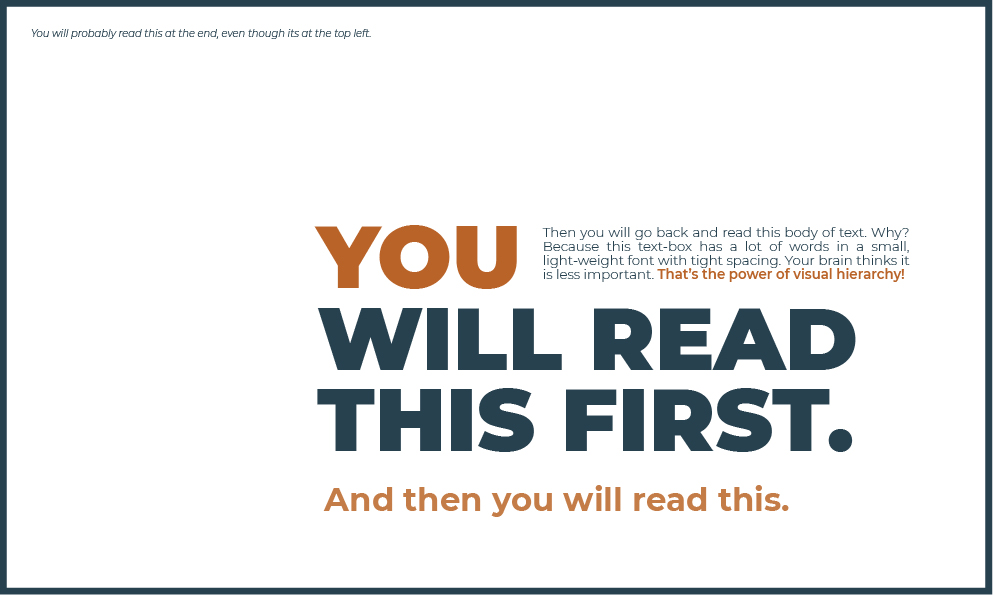 You will probably read this at the end, even though its at the top left.
YOU
Then you will go back and read this body of text. Why?
Because this text-box has a lot of words in a small,
light-weight font with tight spacing. Your brain thinks it
is less important. That's the power of visual hierarchy!
WILL READ
THIS FIRST.
And then you will read this.